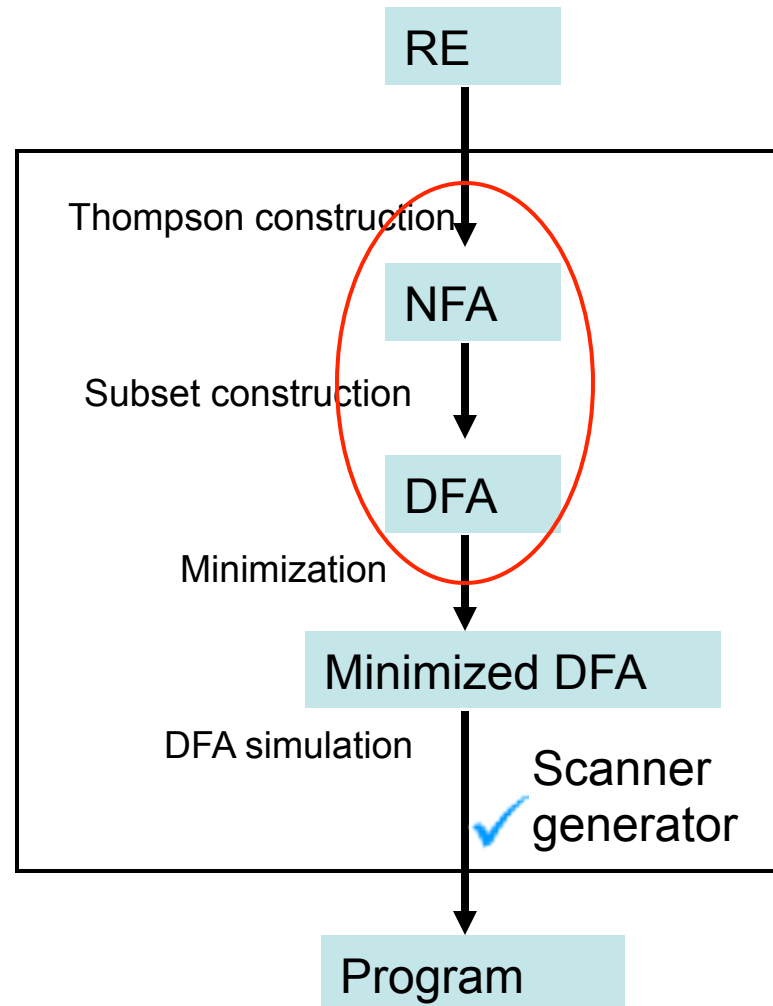 RE
Thompson construction
NFA
Subset construction
DFA
Minimization
Minimized DFA
DFA simulation
Scanner
generator
Program